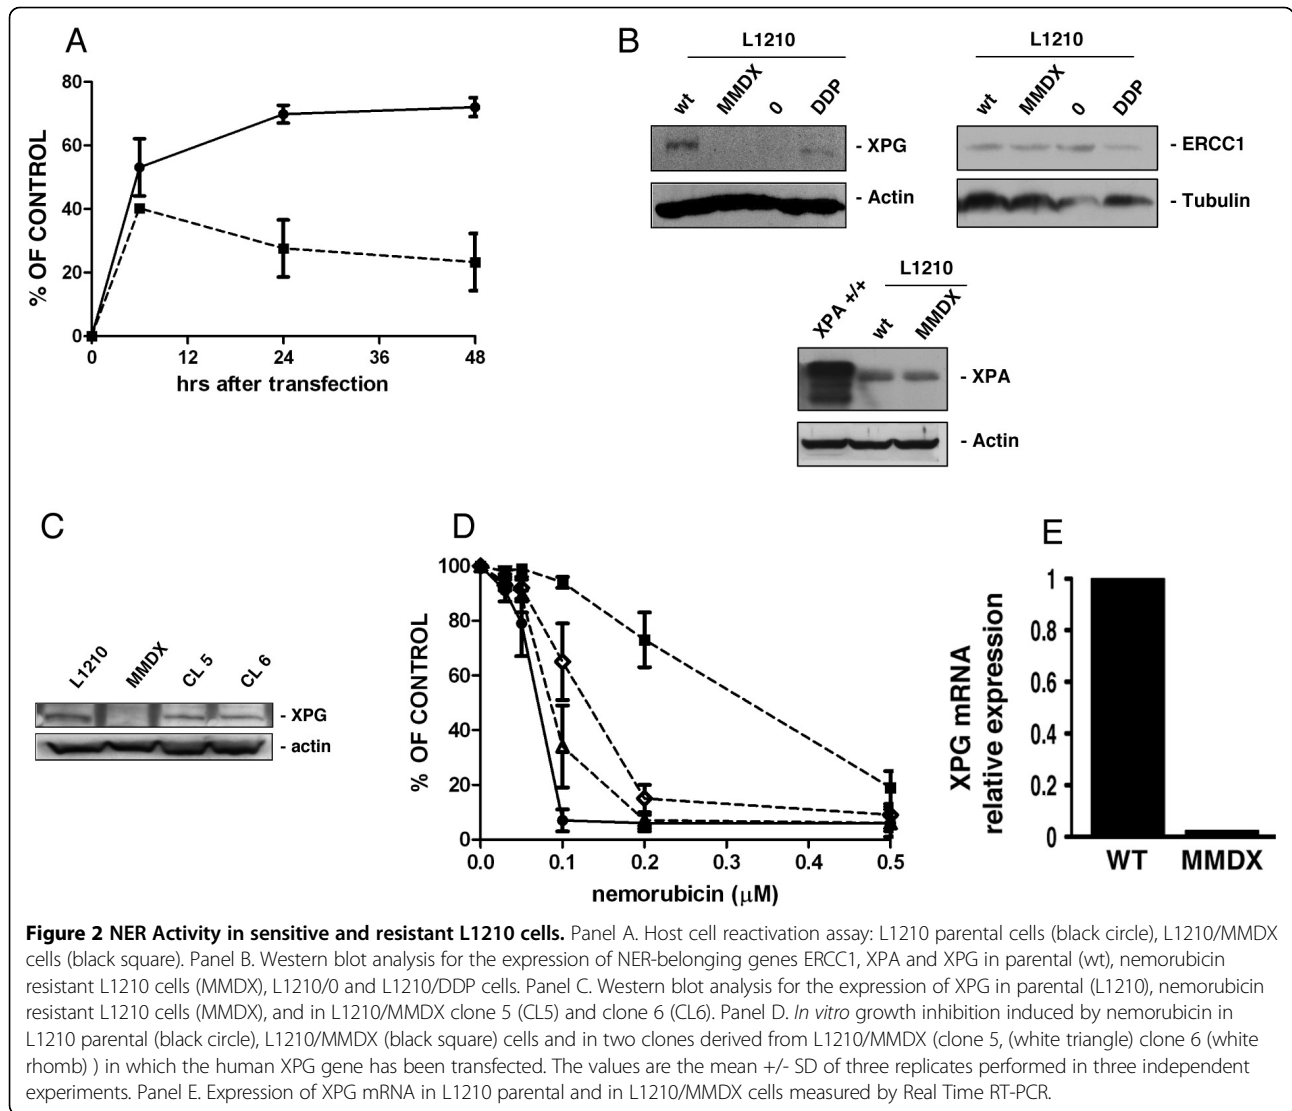 A
80
60
40
20
0
% OF CONTROL
0 12 24 36 48
hrs after transfection
B
L1210
wt MMDX 0 DDP
- XPG
- Actin
L1210
wt MMDX 0 DDP
- ERCC1
- Tubulin
L1210
XPA +/+ wt MMDX
- XPA
- Actin
C
L1210 MMDX CL 5 CL 6
- XPG
- actin
D
100
80
60
40
20
0
% OF CONTROL
0.0 0.1 0.2 0.3 0.4 0.5
nemorubicin (μM)
E
1
0.8
0.6
0.4
0.2
0
XPG mRNA
relative expression
WT MMDX
Figure 2 NER Activity in sensitive and resistant L1210 cells. Panel A. Host cell reactivation assay: L1210 parental cells (black circle), L1210/MMDX
cells (black square). Panel B. Western blot analysis for the expression of NER-belonging genes ERCC1, XPA and XPG in parental (wt), nemorubicin
resistant L1210 cells (MMDX), L1210/0 and L1210/DDP cells. Panel C. Western blot analysis for the expression of XPG in parental (L1210), nemorubicin
resistant L1210 cells (MMDX), and in L1210/MMDX clone 5 (CL5) and clone 6 (CL6). Panel D. In vitro growth inhibition induced by nemorubicin in
L1210 parental (black circle), L1210/MMDX (black square) cells and in two clones derived from L1210/MMDX (clone 5, (white triangle) clone 6 (white
rhomb) ) in which the human XPG gene has been transfected. The values are the mean +/- SD of three replicates performed in three independent
experiments. Panel E. Expression of XPG mRNA in L1210 parental and in L1210/MMDX cells measured by Real Time RT-PCR.